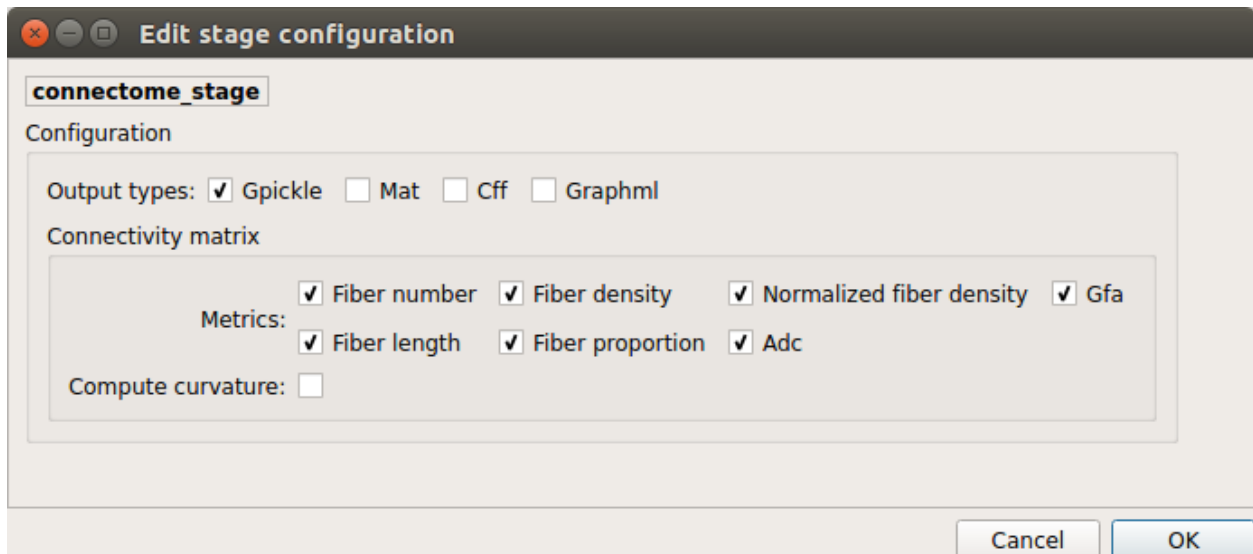 Edit stage configuration
connectome_stage
Configuration
Output types: Gpickle Mat Cff Graphml
Connectivity matrix
Metrics:
Fiber number Fiber density Normalized fiber density Gfa
Fiber length Fiber proportion Adc
Compute curvature:
Cancel OK